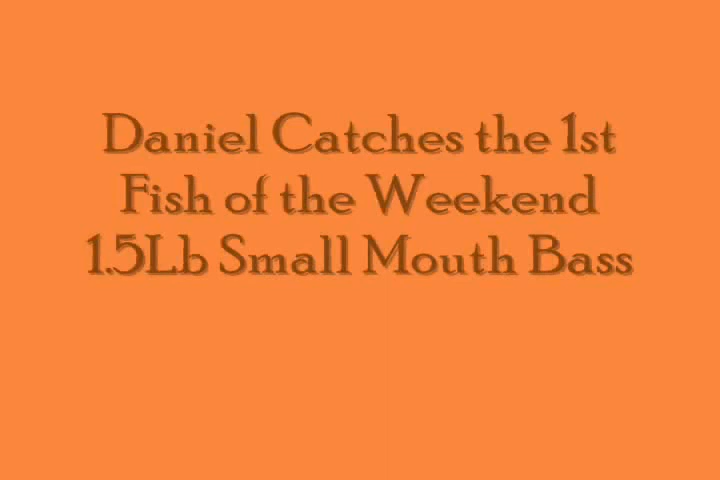 Daniel Catches the 1st
Fish of the Weekend
1.5Lb Small Mouth Bass